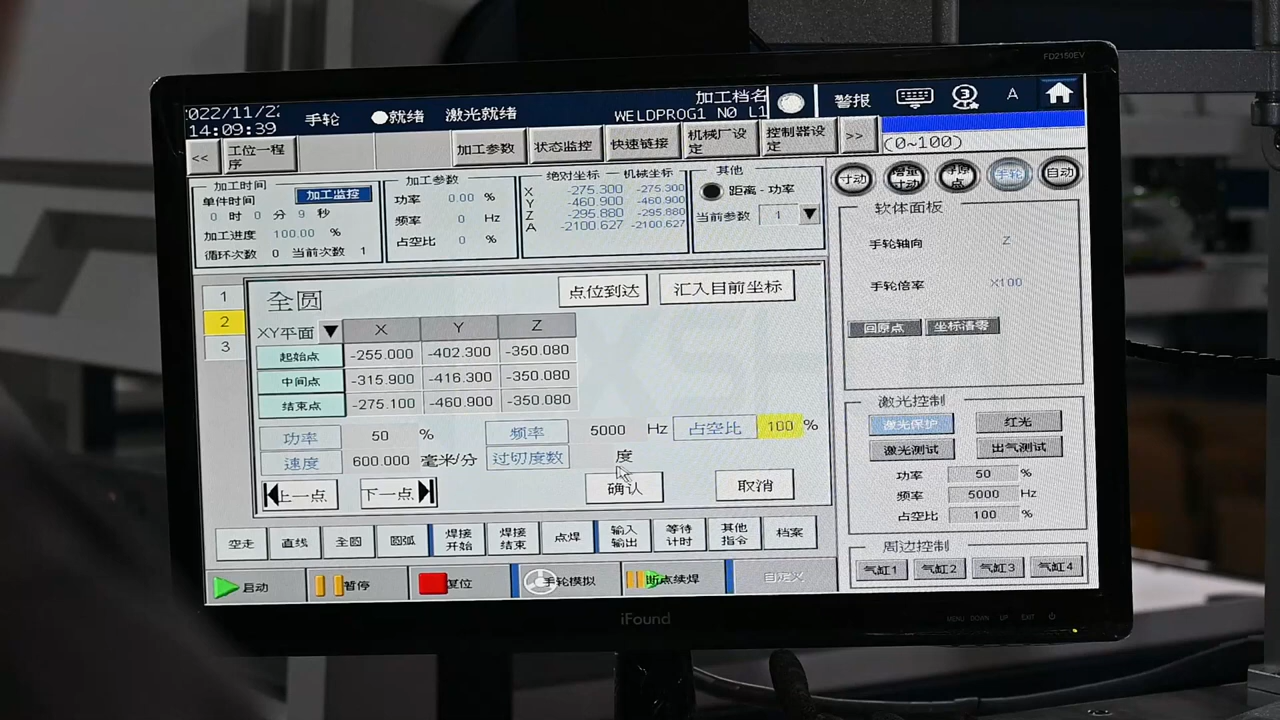 FD2150EV
022/11/2
14:09:39
手轮
就绪
激光就绪
加工档名
WELDPROG1 N0 L1
警报
3
A
<<
工位一程序
加工参数
状态监控
快速链接
机械厂设定
控制器设定
>>
(0~100)
加工时间
加工监控
单件时间
0 时 0 分 9 秒
加工进度 100.00 %
循环次数 0 当前次数 1
加工参数
功率 0.00 %
频率 0 Hz
占空比 0 %
绝对坐标 机械坐标
X -275.300 -275.300
Y -460.900 -460.900
Z -295.880 -295.880
A -2100.627 -2100.627
其他
距离-功率
当前参数 1
寸动
增量寸动
寻原点
手轮
自动
软体面板
手轮轴向 Z
手轮倍率 X100
回原点
坐标清零
1
2
3
全圆
点位到达
汇入目前坐标
XY平面 X Y Z
起始点 -255.000 -402.300 -350.080
中间点 -315.900 -416.300 -350.080
结束点 -275.100 -460.900 -350.080
功率 50 % 频率 5000 Hz 占空比 100 %
速度 600.000 毫米/分 过切度数 度
上一点
下一点
确认
取消
激光控制
激光保护
红光
激光测试
出气测试
功率 50 %
频率 5000 Hz
占空比 100 %
空走
直线
全圆
圆弧
焊接开始
焊接结束
点焊
输入输出
等待计时
其他指令
档案
周边控制
气缸1
气缸2
气缸3
气缸4
启动
暂停
复位
手轮模拟
断点续焊
自定义
iFound
MENU DOWN UP EXIT